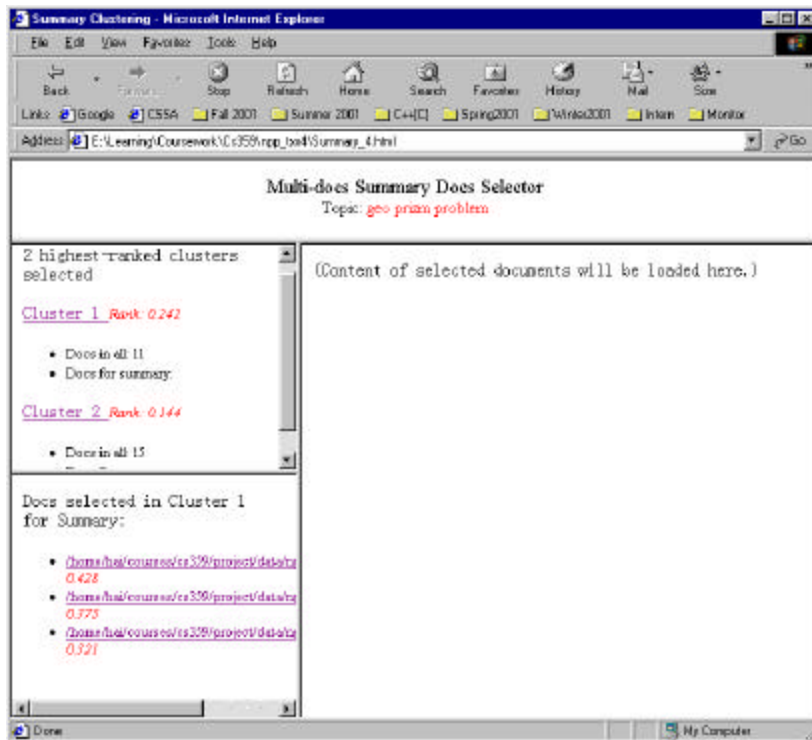 Summary Clustering - Microsoft Internet Explorer
File Edit View Favorites Tools Help
Back Forward Stop Refresh Home Search Favorites History Mail Size
Links Google CSSA Fall 2001 Summer 2001 C++[C] Spring2001 Winter2001 Intern Monitor
Address E:\Learning\Coursework\Cs359\npp_txt4\Summary_4.html Go
Multi-docs Summary Docs Selector
Topic: geo prizm problem
2 highest-ranked clusters
selected
Cluster 1 Rank: 0.242
• Docs in all: 11
• Docs for summary:
Cluster 2 Rank: 0.144
• Docs in all: 15
Docs selected in Cluster 1
for Summary:
• /home/hai/courses/cs359/project/data/rg
0.428
• /home/hai/courses/cs359/project/data/rg
0.375
• /home/hai/courses/cs359/project/data/rg
0.321
(Content of selected documents will be loaded here.)
Done My Computer